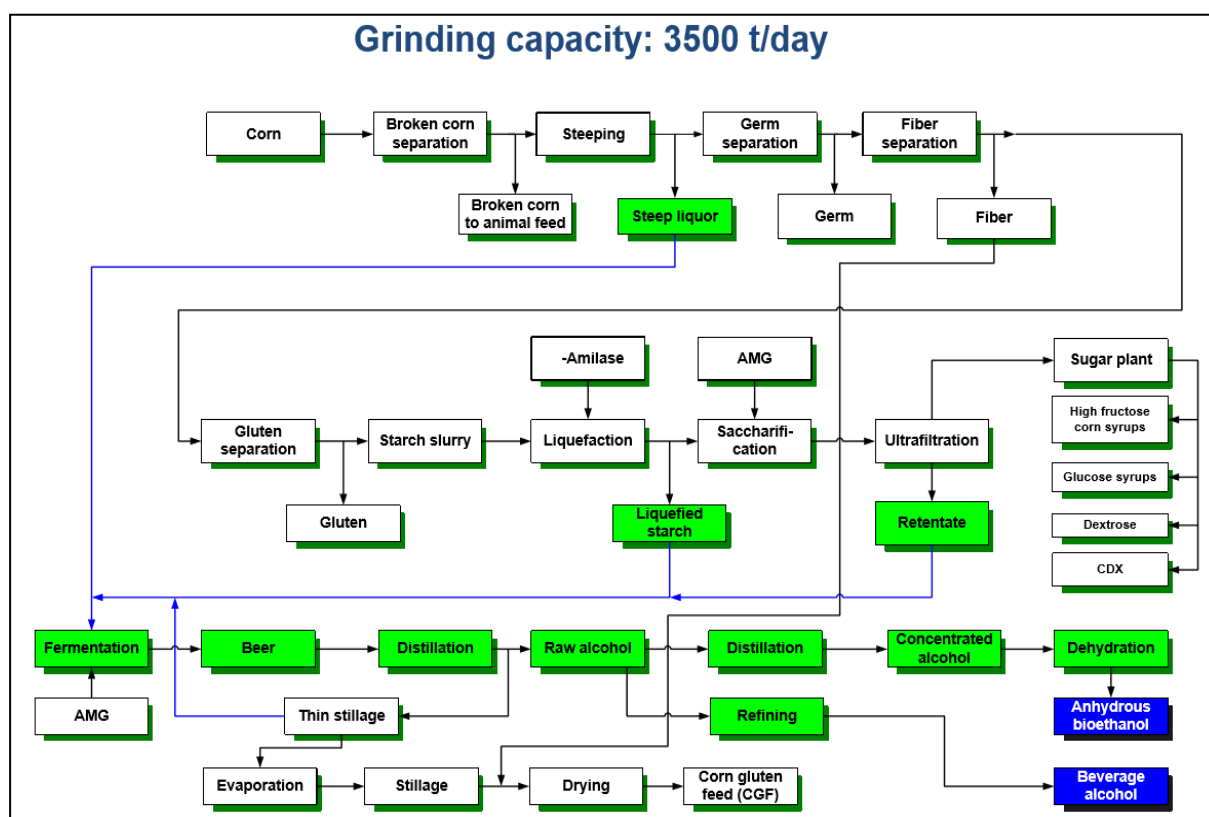 Grinding capacity: 3500 t/day
Corn
Broken corn
separation
Steeping
Germ
separation
Fiber
separation
Broken corn
to animal feed
Steep liquor
Germ
Fiber
-Amilase
AMG
Sugar plant
High fructose
corn syrups
Gluten
separation
Starch slurry
Liquefaction
Saccharifi-
cation
Ultrafiltration
Glucose syrups
Gluten
Liquefied
starch
Retentate
Dextrose
CDX
Fermentation
Beer
Distillation
Raw alcohol
Distillation
Concentrated
alcohol
Dehydration
AMG
Thin stillage
Refining
Anhydrous
bioethanol
Evaporation
Stillage
Drying
Corn gluten
feed (CGF)
Beverage
alcohol